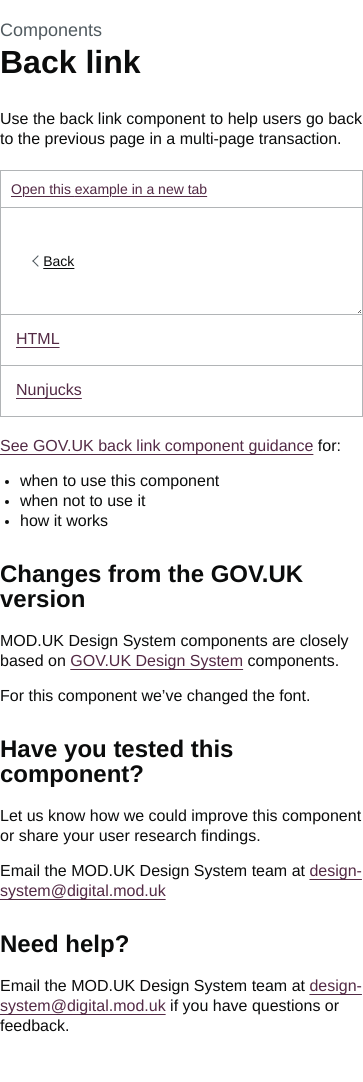 Components
Back link
Use the back link component to help users go back
to the previous page in a multi-page transaction.
Open this example in a new tab
Back
HTML
Nunjucks
See GOV.UK back link component guidance for:
• when to use this component
• when not to use it
• how it works
Changes from the GOV.UK
version
MOD.UK Design System components are closely
based on GOV.UK Design System components.
For this component we’ve changed the font.
Have you tested this
component?
Let us know how we could improve this component
or share your user research findings.
Email the MOD.UK Design System team at design-
system@digital.mod.uk
Need help?
Email the MOD.UK Design System team at design-
system@digital.mod.uk if you have questions or
feedback.